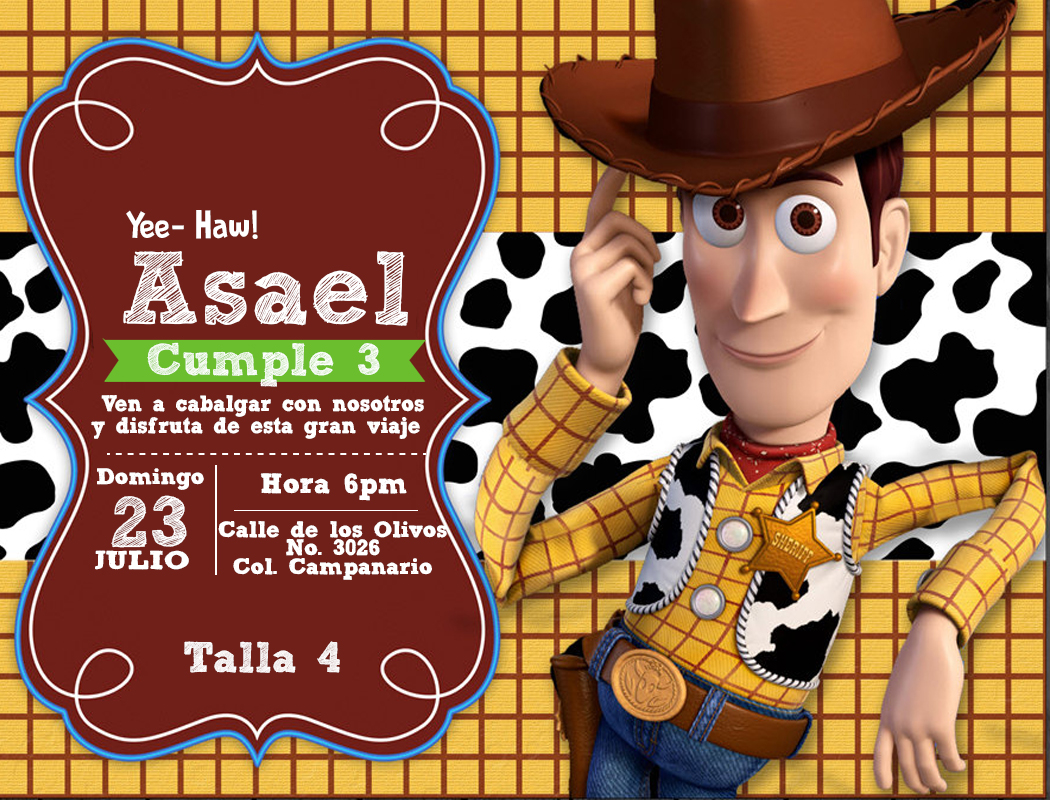 Yee- Haw!
Asael
Cumple 3
Ven a cabalgar con nosotros
y disfruta de esta gran viaje
Domingo
23
JULIO
Hora 6pm
Calle de los Olivos
No. 3026
Col. Campanario
Talla 4
SHERIFF